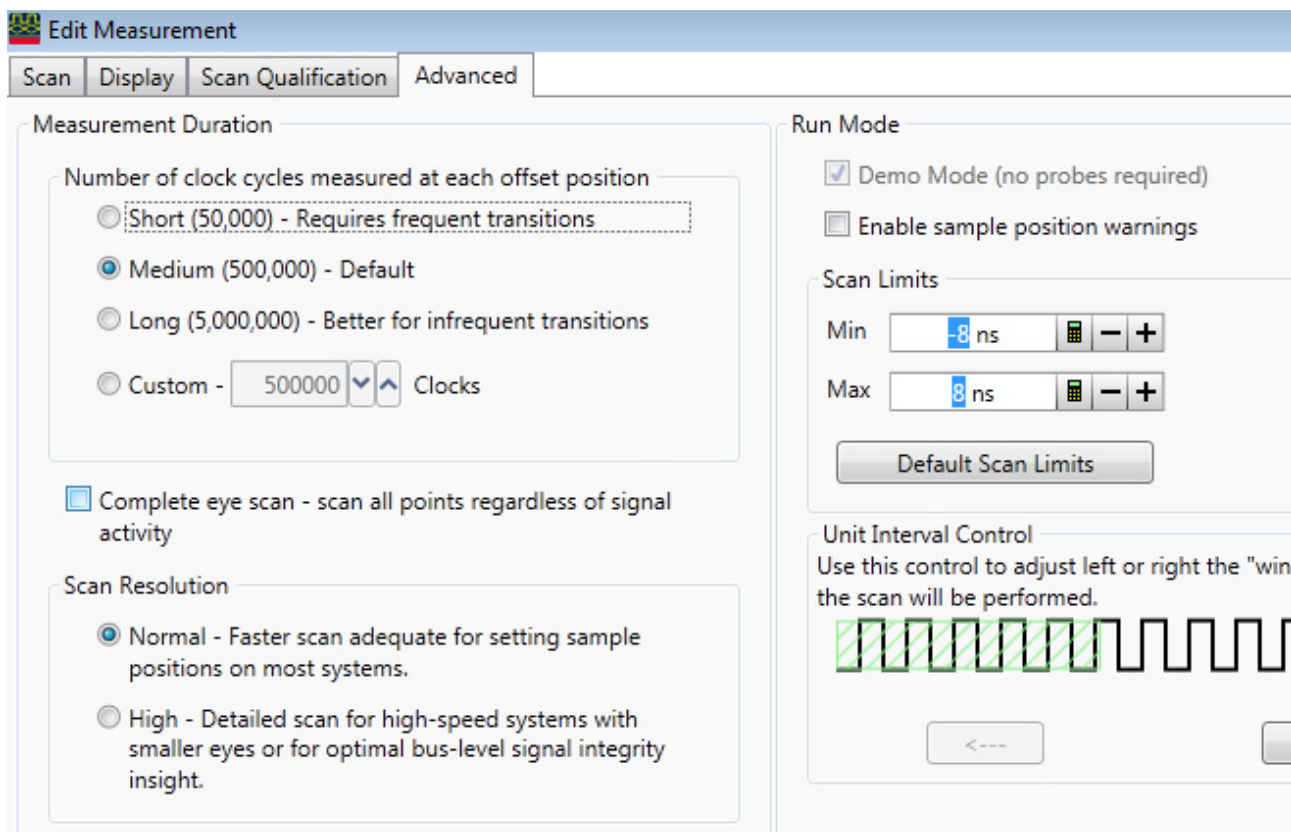 Edit Measurement
Scan
Display
Scan Qualification
Advanced
Measurement Duration
Number of clock cycles measured at each offset position
Short (50,000) - Requires frequent transitions
Medium (500,000) - Default
Long (5,000,000) - Better for infrequent transitions
Custom - 500000 Clocks
Complete eye scan - scan all points regardless of signal
activity
Scan Resolution
Normal - Faster scan adequate for setting sample
positions on most systems.
High - Detailed scan for high-speed systems with
smaller eyes or for optimal bus-level signal integrity
insight.
Run Mode
Demo Mode (no probes required)
Enable sample position warnings
Scan Limits
Min -8 ns
Max 8 ns
Default Scan Limits
Unit Interval Control
Use this control to adjust left or right the "win
the scan will be performed.
<---